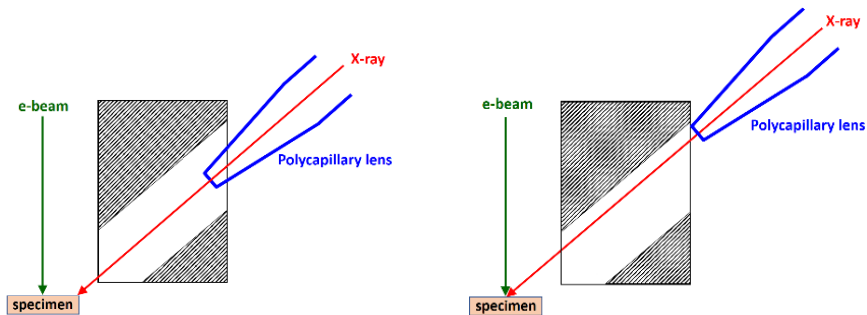 X-ray
e-beam
Polycapillary lens
specimen
X-ray
e-beam
Polycapillary lens
specimen